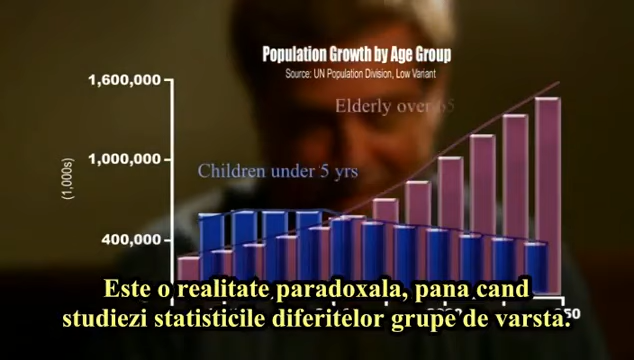 Population Growth by Age Group
Source: UN Population Division, Low Variant
1,600,000
Elderly over 65
1,000,000
Children under 5 yrs
(1,000s)
400,000
Este o realitate paradoxala, pana cand
studiezi statisticile diferitelor grupe de varsta.